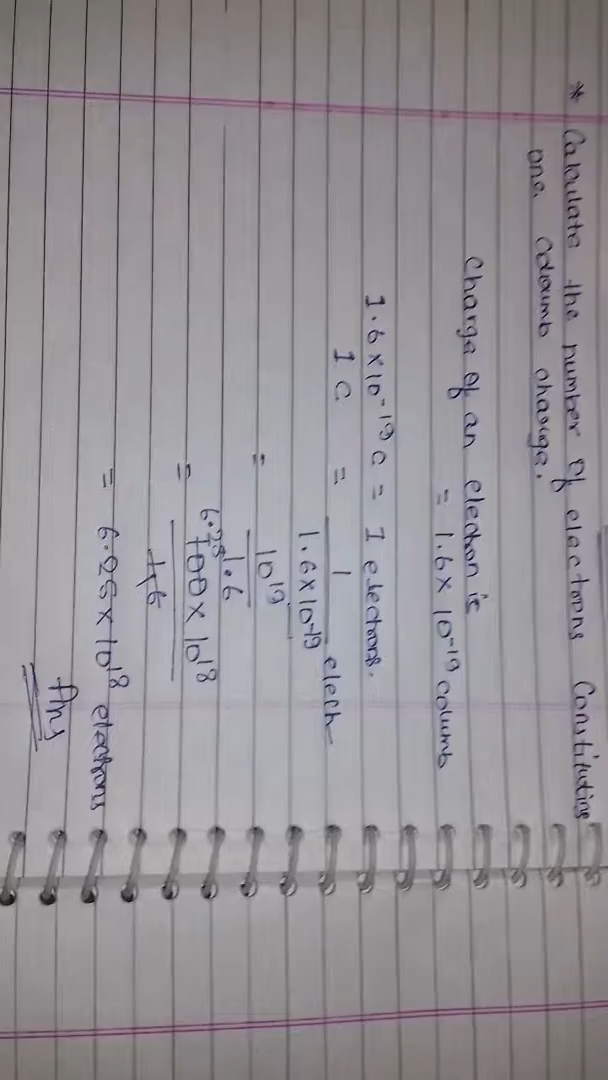 * Calculate the number of electrons Constituting
one coloumb charge.
Charge of an electron is
= 1.6 × 10⁻¹⁹ columb
1.6×10⁻¹⁹ C = 1 electrons.
1 C = 1 / 1.6×10⁻¹⁹ elect
= 10¹⁹ / 1.6
6.25
= 100 × 10¹⁸ / 16
= 6.25 × 10¹⁸ electrons
Ans